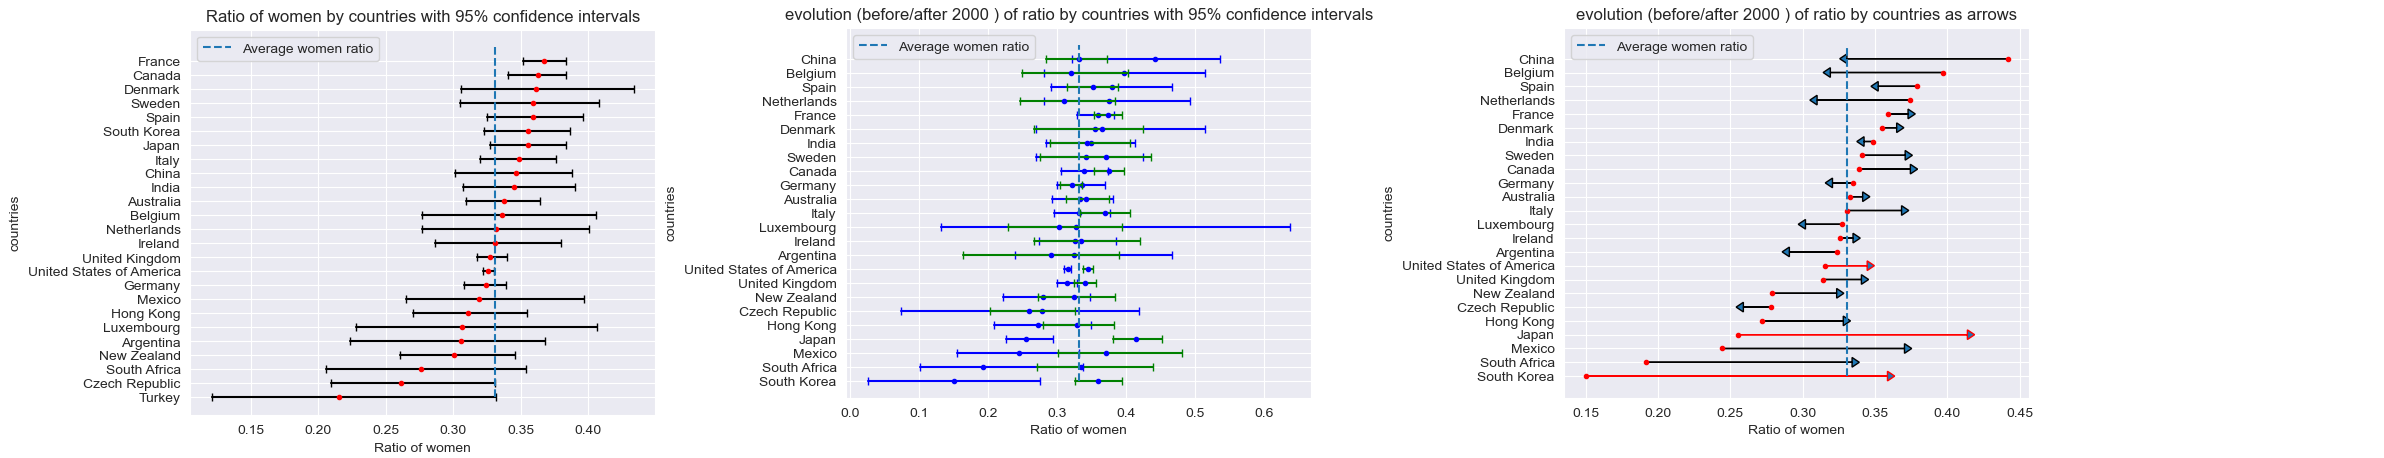 Ratio of women by countries with 95% confidence intervals
Average women ratio
countries
France
Canada
Denmark
Sweden
Spain
South Korea
Japan
Italy
China
India
Australia
Belgium
Netherlands
Ireland
United Kingdom
United States of America
Germany
Mexico
Hong Kong
Luxembourg
Argentina
New Zealand
South Africa
Czech Republic
Turkey
0.15 0.20 0.25 0.30 0.35 0.40
Ratio of women
evolution (before/after 2000 ) of ratio by countries with 95% confidence intervals
Average women ratio
countries
China
Belgium
Spain
Netherlands
France
Denmark
India
Sweden
Canada
Germany
Australia
Italy
Luxembourg
Ireland
Argentina
United States of America
United Kingdom
New Zealand
Czech Republic
Hong Kong
Japan
Mexico
South Africa
South Korea
0.0 0.1 0.2 0.3 0.4 0.5 0.6
Ratio of women
evolution (before/after 2000 ) of ratio by countries as arrows
Average women ratio
countries
China
Belgium
Spain
Netherlands
France
Denmark
India
Sweden
Canada
Germany
Australia
Italy
Luxembourg
Ireland
Argentina
United States of America
United Kingdom
New Zealand
Czech Republic
Hong Kong
Japan
Mexico
South Africa
South Korea
0.15 0.20 0.25 0.30 0.35 0.40 0.45
Ratio of women